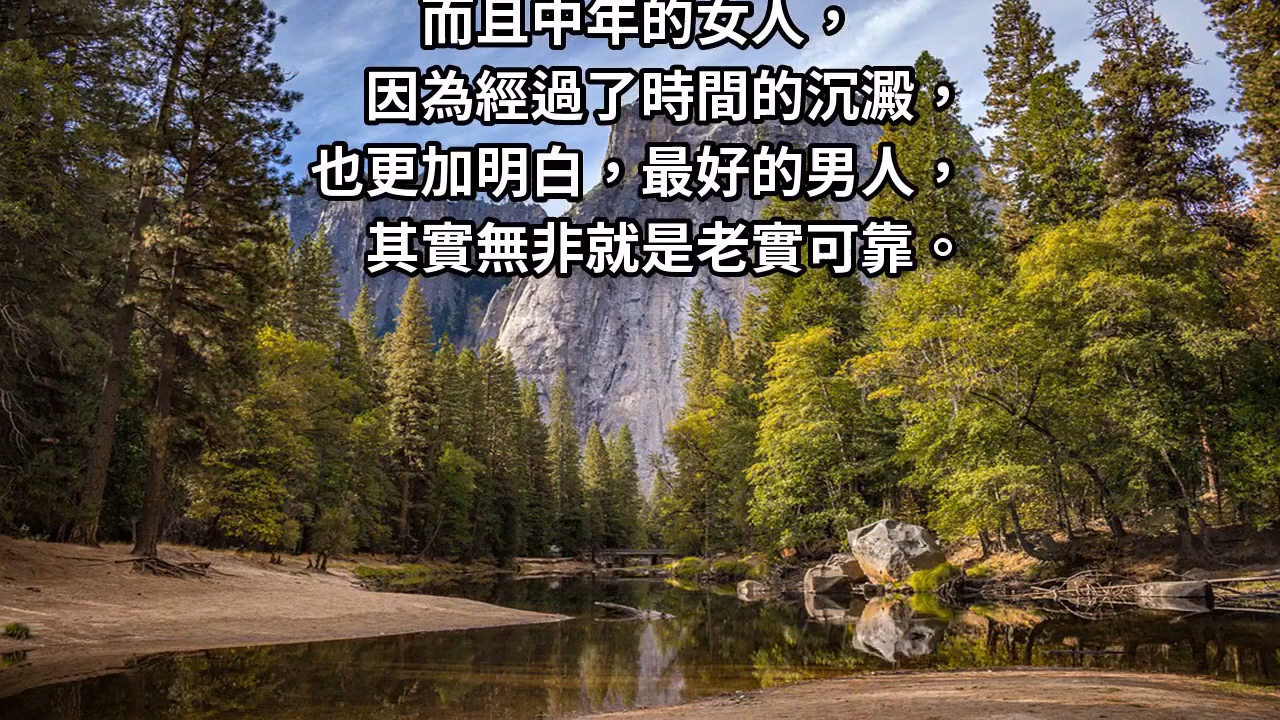 而且中年的女人，
因為經過了時間的沉澱，
也更加明白，最好的男人，
其實無非就是老實可靠。